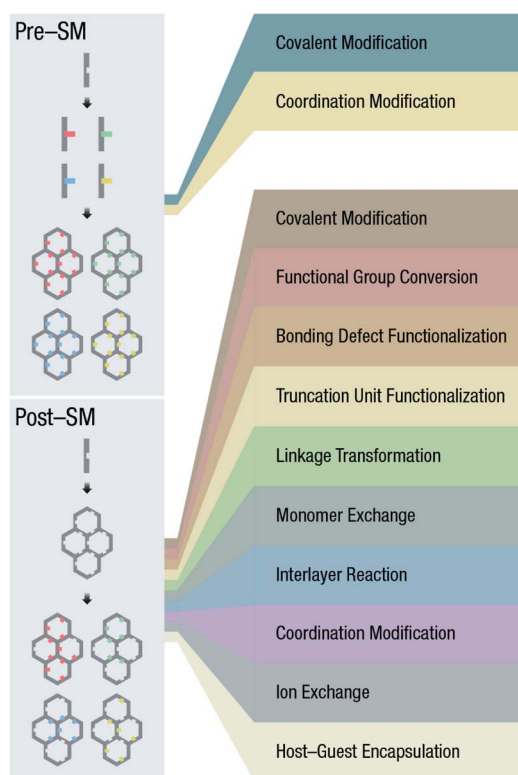 Pre–SM
Covalent Modification
Coordination Modification
Covalent Modification
Functional Group Conversion
Bonding Defect Functionalization
Truncation Unit Functionalization
Post–SM
Linkage Transformation
Monomer Exchange
Interlayer Reaction
Coordination Modification
Ion Exchange
Host–Guest Encapsulation